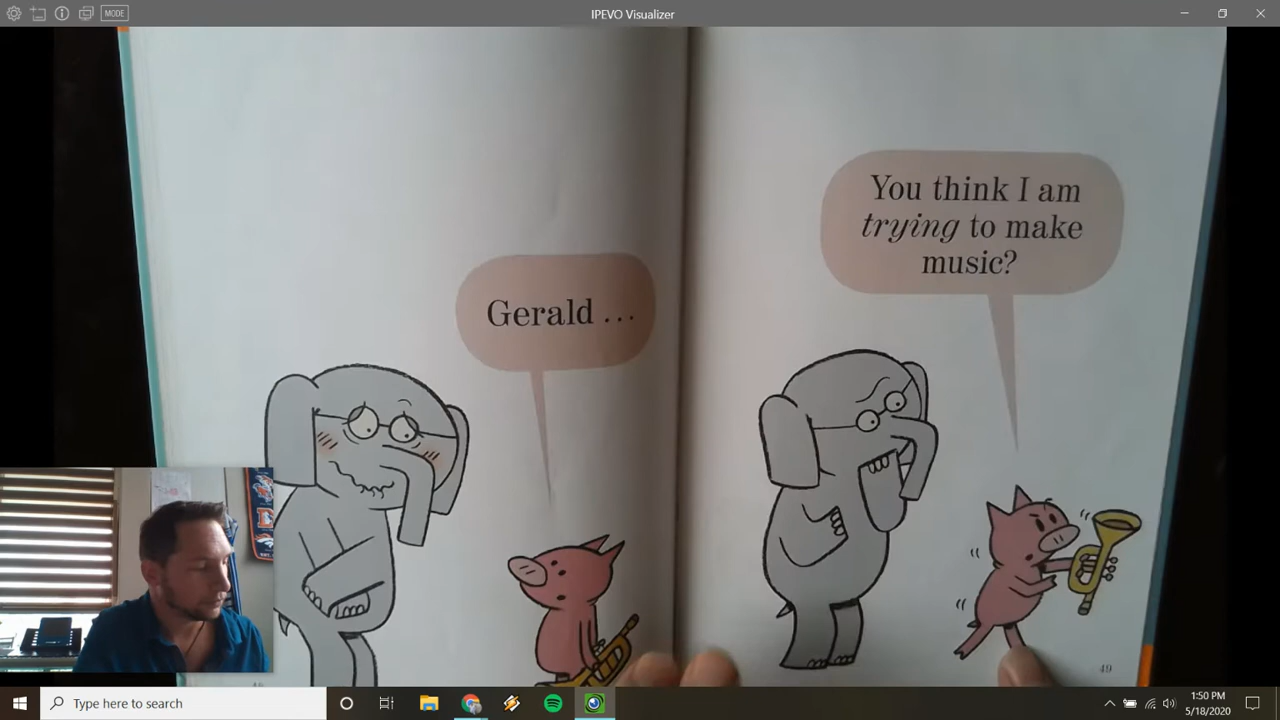 MODE
IPEVO Visualizer
Gerald ...
You think I am
trying to make
music?
49
Type here to search
1:50 PM
5/18/2020